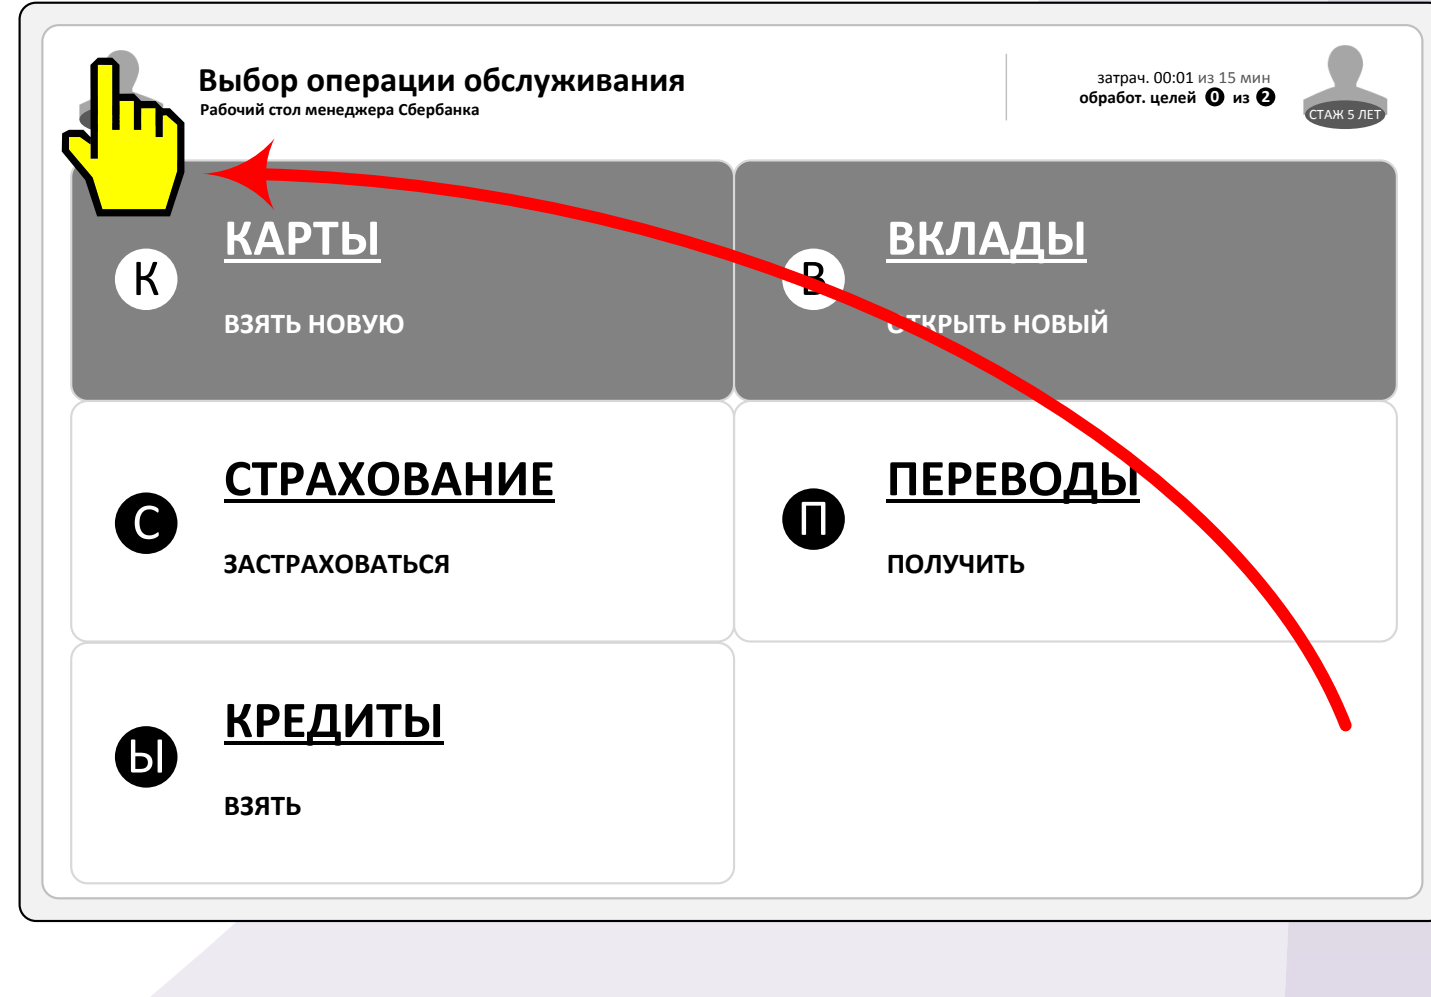 Выбор операции обслуживания
Рабочий стол менеджера Сбербанка
затрач. 00:01 из 15 мин
обработ. целей 0 из 2
СТАЖ 5 ЛЕТ
К
КАРТЫ
ВЗЯТЬ НОВУЮ
В
ВКЛАДЫ
ОТКРЫТЬ НОВЫЙ
С
СТРАХОВАНИЕ
ЗАСТРАХОВАТЬСЯ
П
ПЕРЕВОДЫ
ПОЛУЧИТЬ
Ы
КРЕДИТЫ
ВЗЯТЬ